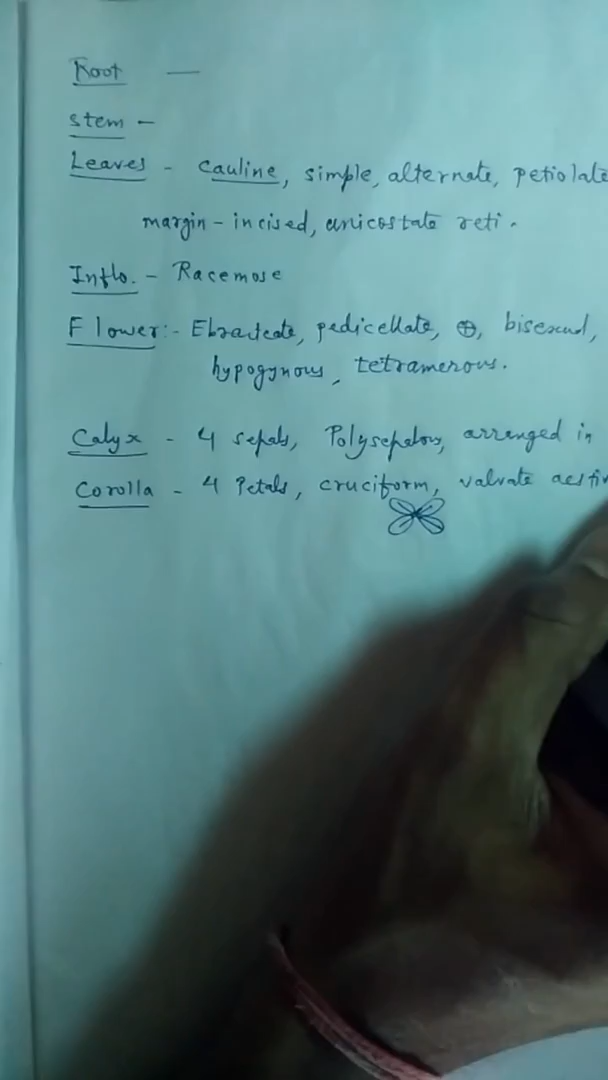 Root —
Stem –
Leaves - Cauline, simple, alternate, petiolate
margin - incised, unicostate reti.
Inflo. - Racemose
Flower:- Ebracteate, pedicellate, ⊕, bisexual,
hypogynous, tetramerous.
Calyx - 4 sepals, Polysepalous, arranged in
Corolla - 4 Petals, cruciform, valvate aestiv